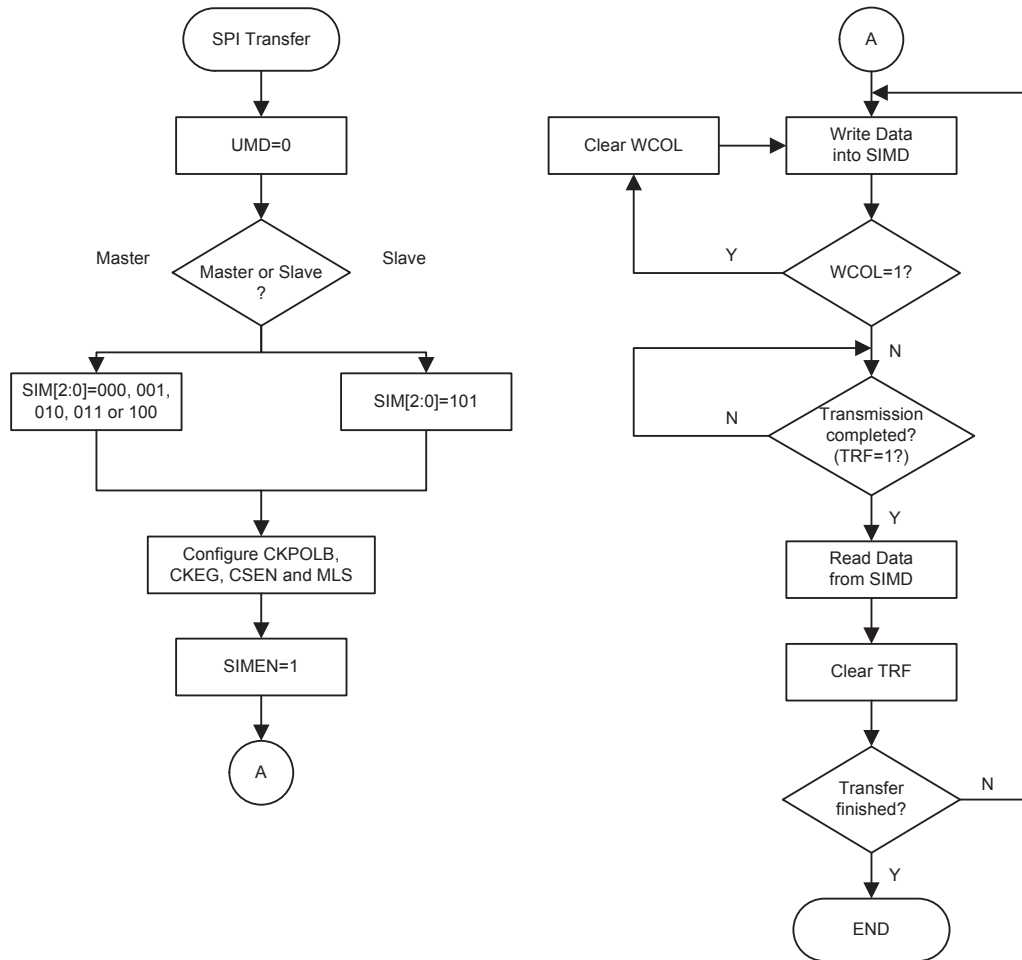 SPI Transfer
UMD=0
Master
Master or Slave
?
Slave
SIM[2:0]=000, 001,
010, 011 or 100
SIM[2:0]=101
Configure CKPOLB,
CKEG, CSEN and MLS
SIMEN=1
A
A
Clear WCOL
Write Data
into SIMD
Y
WCOL=1?
N
N
Transmission
completed?
(TRF=1?)
Y
Read Data
from SIMD
Clear TRF
Transfer
finished?
N
Y
END